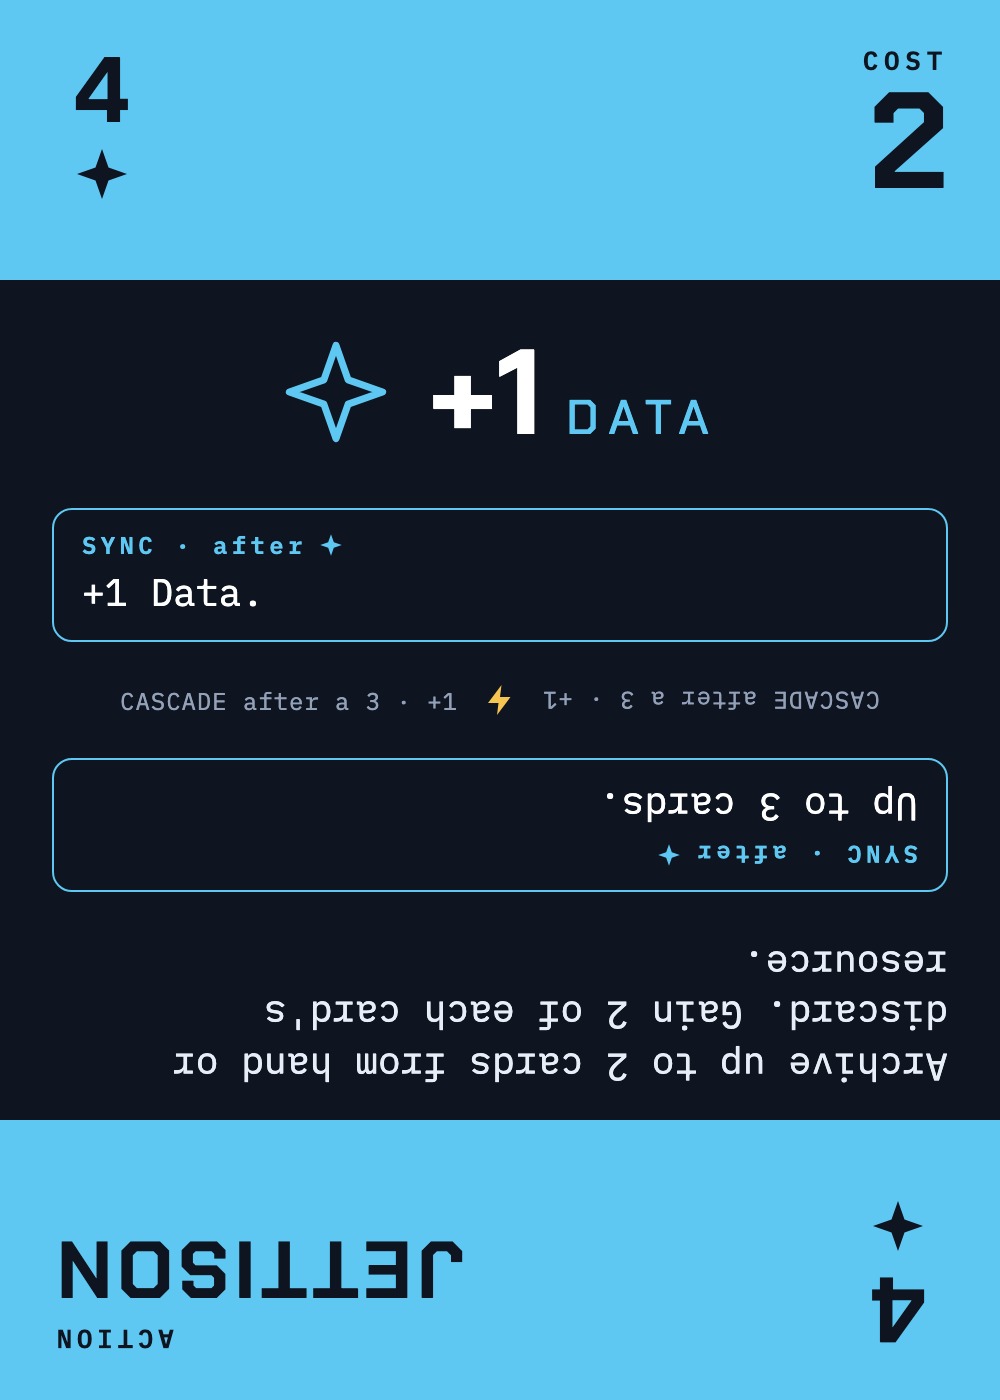 4
COST
2
+1 DATA
SYNC · after
+1 Data.
CASCADE after a 3 · +1
CASCADE after a 3 · +1
4
ACTION
JETTISON
Archive up to 2 cards from hand or
discard. Gain 2 of each card's
resource.
SYNC · after
Up to 3 cards.